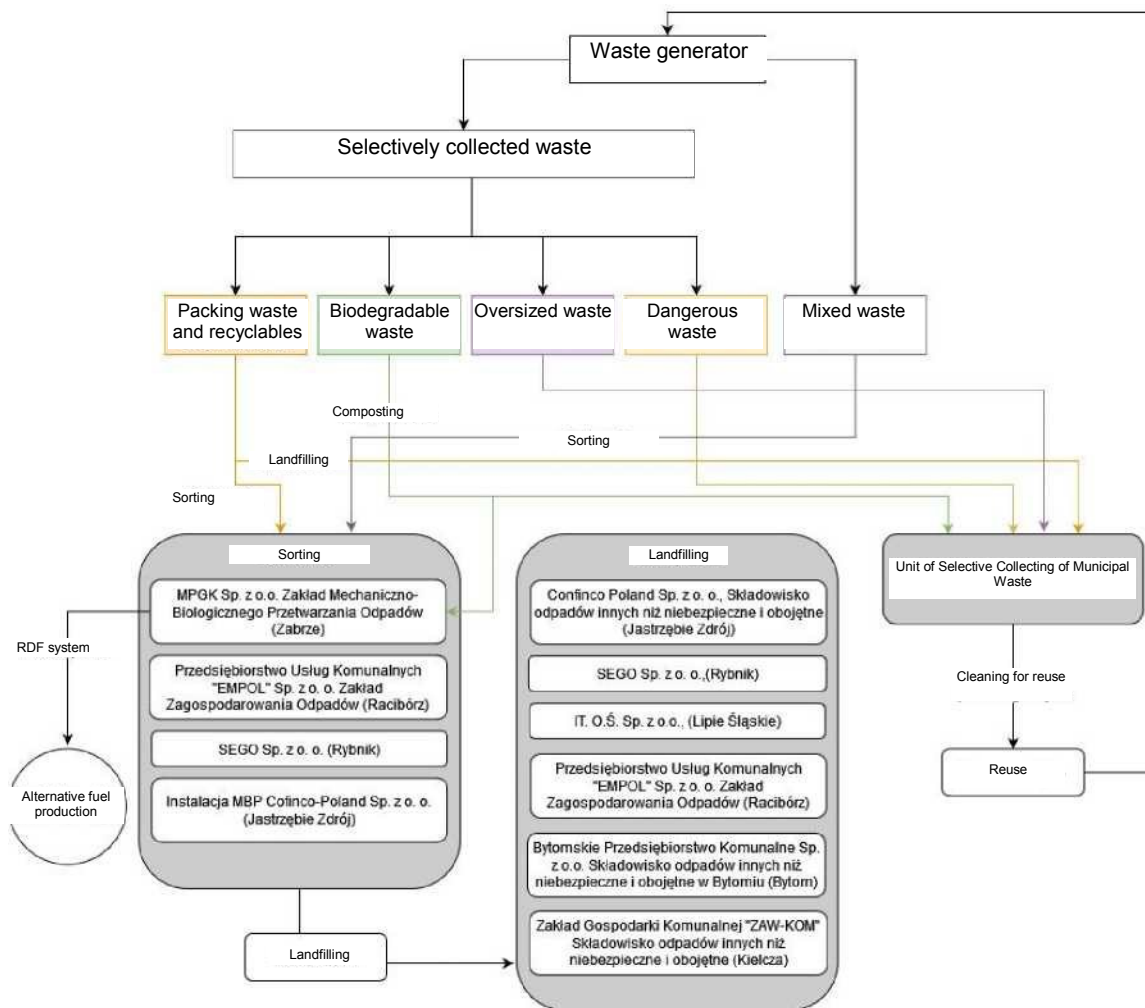 Waste generator
Selectively collected waste
Packing waste
and recyclables
Biodegradable
waste
Oversized waste
Dangerous
waste
Mixed waste
Composting
Sorting
Landfilling
Sorting
Sorting
MPGK Sp. z o.o. Zakład Mechaniczno-
Biologicznego Przetwarzania Odpadów
(Zabrze)
Przedsiębiorstwo Usług Komunalnych
"EMPOL" Sp. z o. o. Zakład
Zagospodarowania Odpadów (Racibórz)
SEGO Sp. z o. o. (Rybnik)
Instalacja MBP Cofinco-Poland Sp. z o. o.
(Jastrzębie Zdrój)
RDF system
Alternative fuel
production
Landfilling
Landfilling
Confinco Poland Sp. z o. o., Składowisko
odpadów innych niż niebezpieczne i obojętne
(Jastrzębie Zdrój)
SEGO Sp. z o. o.,(Rybnik)
IT. O.Ś. Sp. z o.o., (Lipie Śląskie)
Przedsiębiorstwo Usług Komunalnych
"EMPOL" Sp. z o. o. Zakład
Zagospodarowania Odpadów (Racibórz)
Bytomskie Przedsiębiorstwo Komunalne Sp.
z o.o. Składowisko odpadów innych niż
niebezpieczne i obojętne w Bytomiu (Bytom)
Zakład Gospodarki Komunalnej "ZAW-KOM"
Składowisko odpadów innych niż
niebezpieczne i obojętne (Kielcza)
Unit of Selective Collecting of Municipal
Waste
Cleaning for reuse
Reuse